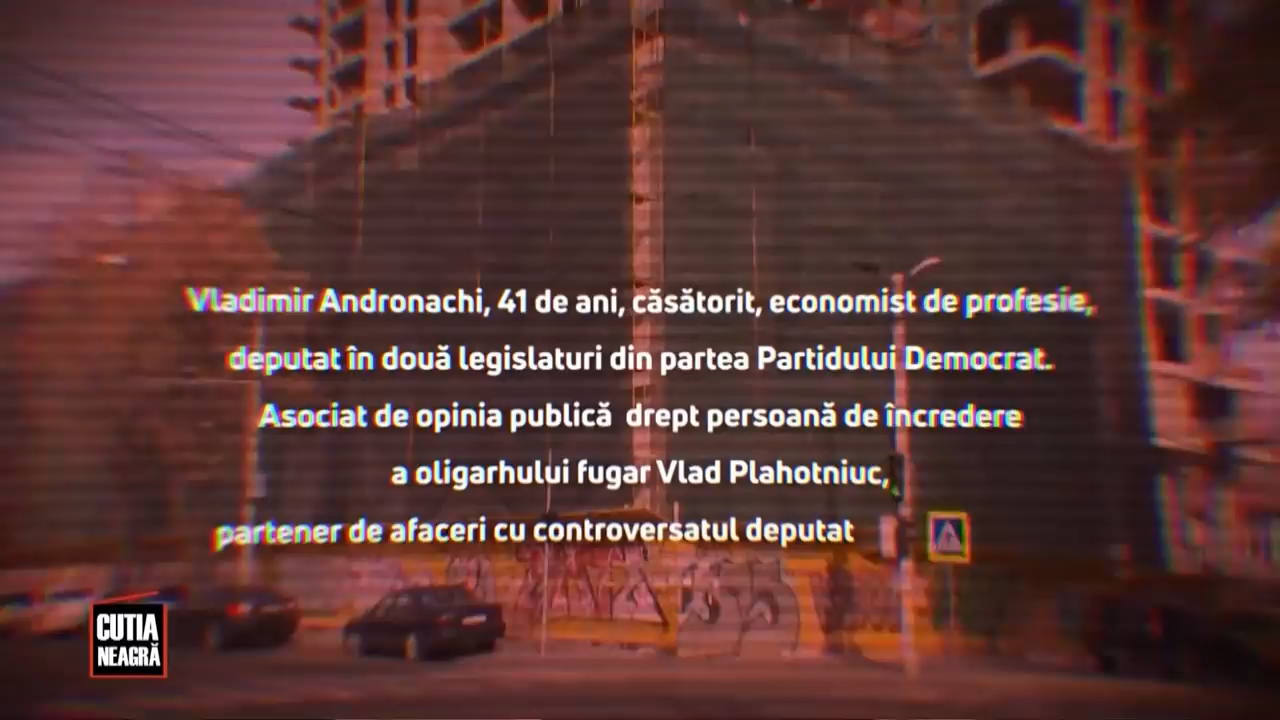 Vladimir Andronachi, 41 de ani, căsătorit, economist de profesie,
deputat în două legislaturi din partea Partidului Democrat.
Asociat de opinia publică drept persoană de încredere
a oligarhului fugar Vlad Plahotniuc,
partener de afaceri cu controversatul deputat
CUTIA
NEAGRĂ